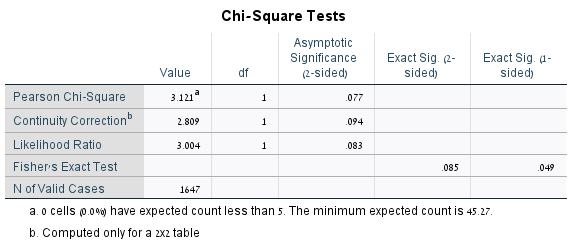 Chi-Square Tests
Value df Asymptotic Significance (2-sided) Exact Sig. (2-sided) Exact Sig. (1-sided)
Pearson Chi-Square 3.121a 1 .077
Continuity Correctionb 2.809 1 .094
Likelihood Ratio 3.004 1 .083
Fisher's Exact Test .085 .049
N of Valid Cases 1647
a. 0 cells (0.0%) have expected count less than 5. The minimum expected count is 45.27.
b. Computed only for a 2x2 table